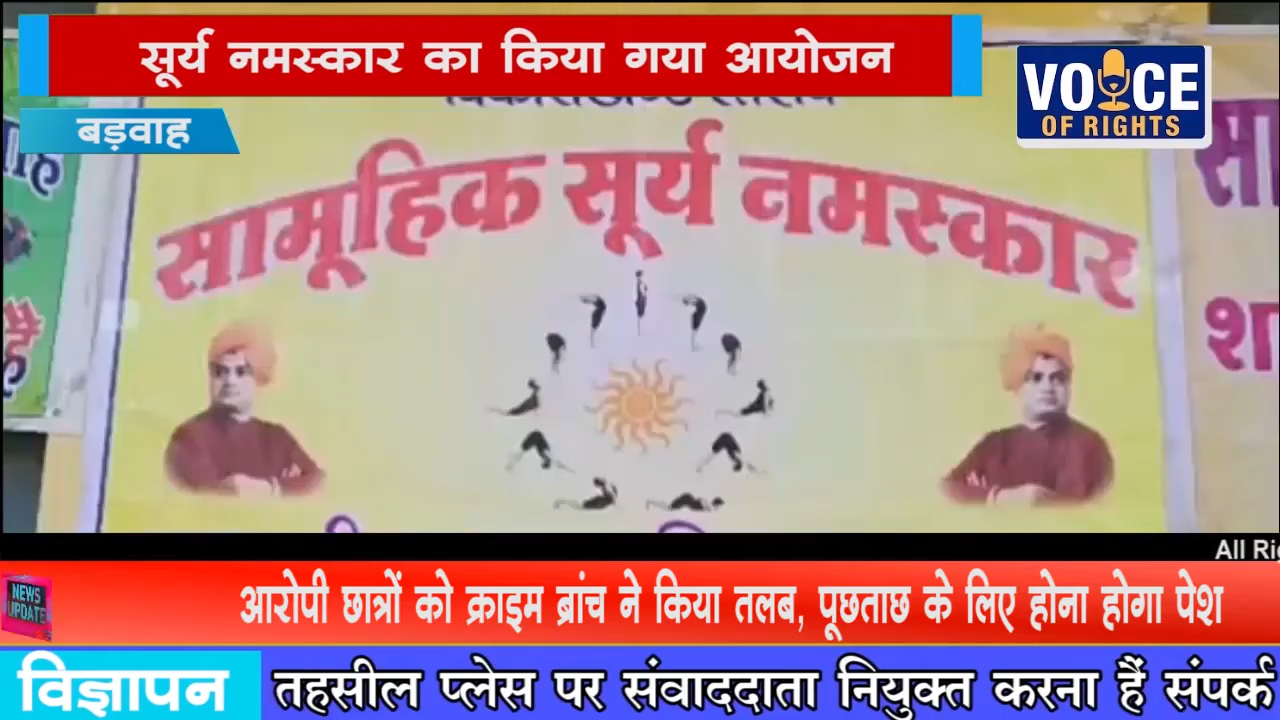 सूर्य नमस्कार का किया गया आयोजन
VOICE
OF RIGHTS
बड़वाह
सामूहिक सूर्य नमस्कार
All Ri
NEWS
UPDATE
आरोपी छात्रों को क्राइम ब्रांच ने किया तलब, पूछताछ के लिए होना होगा पेश
विज्ञापन
तहसील प्लेस पर संवाददाता नियुक्त करना हैं संपर्क